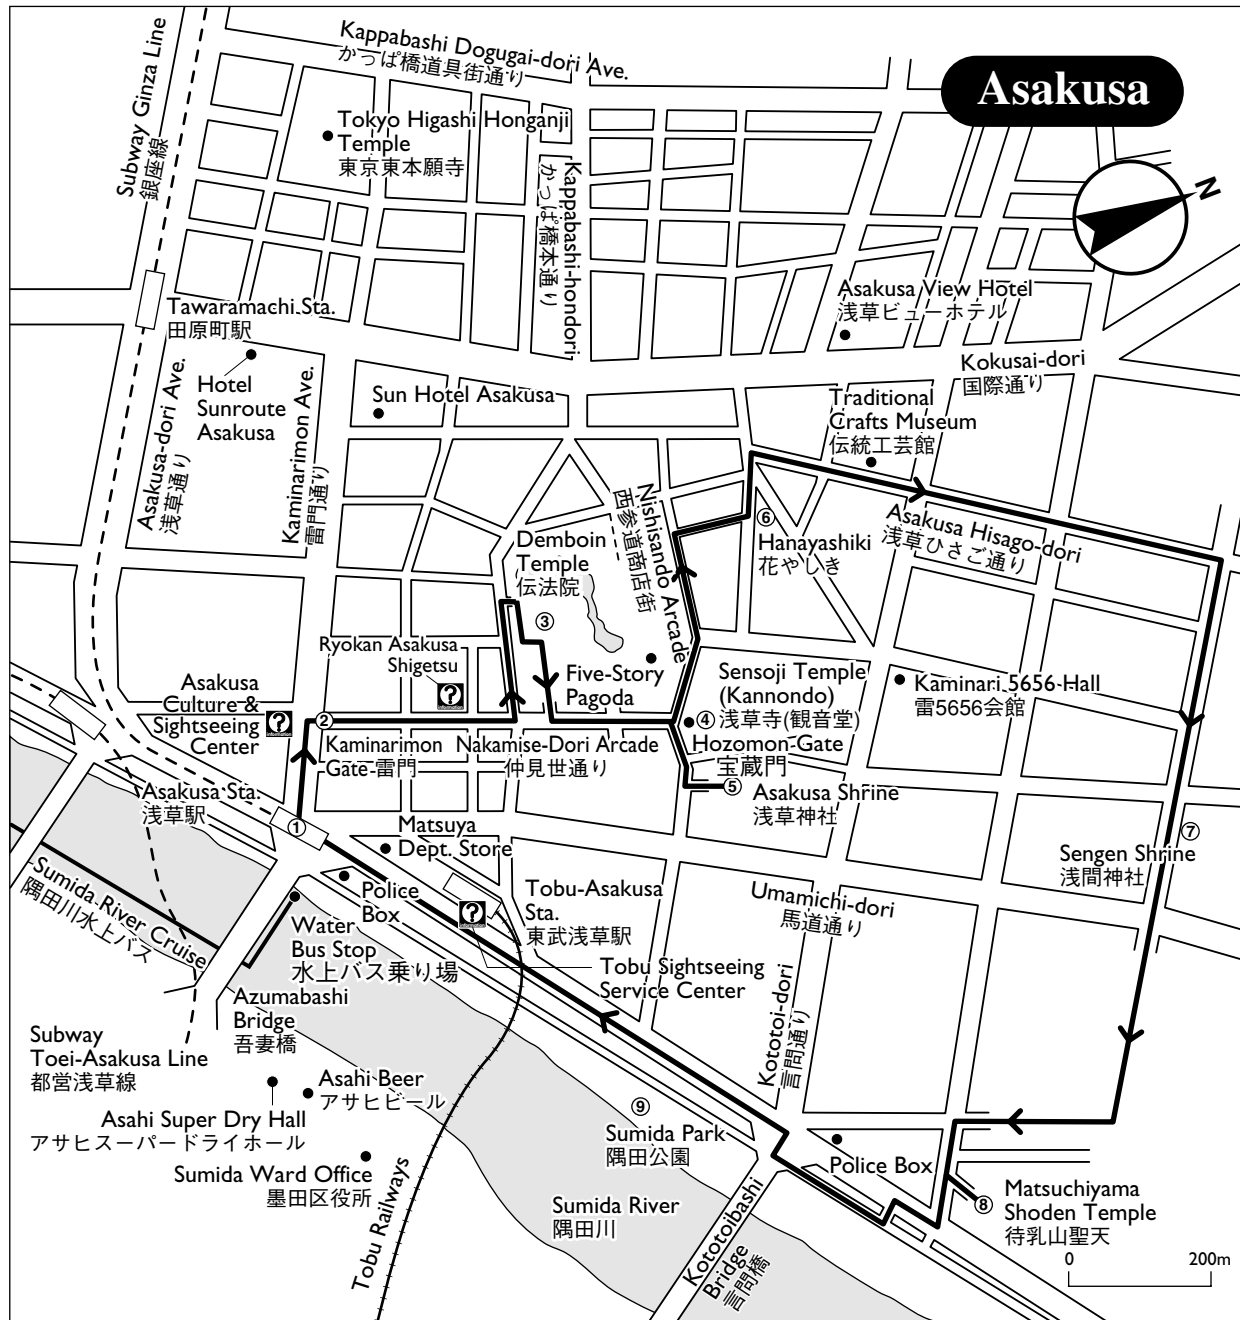 Asakusa
N
Kappabashi Dogugai-dori Ave.
かっぱ橋道具街通り
Subway Ginza Line
銀座線
Tokyo Higashi Honganji
Temple
東京東本願寺
Kappabashi-hondori
かっぱ橋本通り
Tawaramachi Sta.
田原町駅
Asakusa View Hotel
浅草ビューホテル
Hotel
Sunroute
Asakusa
Sun Hotel Asakusa
Kokusai-dori
国際通り
Traditional
Crafts Museum
伝統工芸館
Asakusa-dori Ave.
浅草通り
Kaminarimon Ave.
雷門通り
Nishisando Arcade
西参道商店街
⑥
Hanayashiki
花やしき
Asakusa Hisago-dori
浅草ひさご通り
Demboin
Temple
伝法院
③
Ryokan Asakusa
Shigetsu
?
Information
Five-Story
Pagoda
Sensoji Temple
(Kannondo)
④浅草寺(観音堂)
Hozomon Gate
宝蔵門
Kaminari 5656 Hall
雷5656会館
Asakusa
Culture &
Sightseeing
Center
?
Information
②
Kaminarimon
Gate 雷門
Nakamise-Dori Arcade
仲見世通り
⑤
Asakusa Shrine
浅草神社
Asakusa Sta.
浅草駅
①
Matsuya
Dept. Store
⑦
Sengen Shrine
浅間神社
Police
Box
Tobu-Asakusa
Sta.
東武浅草駅
Umamichi-dori
馬道通り
Sumida River Cruise
隅田川水上バス
Water
Bus Stop
水上バス乗り場
?
Information
Tobu Sightseeing
Service Center
Azumabashi
Bridge
吾妻橋
Kototoi-dori
言問通り
Subway
Toei-Asakusa Line
都営浅草線
Asahi Beer
アサヒビール
Asahi Super Dry Hall
アサヒスーパードライホール
Sumida Ward Office
墨田区役所
Tobu Railways
⑨
Sumida Park
隅田公園
Police Box
Sumida River
隅田川
Kototoibashi
Bridge
言問橋
⑧
Matsuchiyama
Shoden Temple
待乳山聖天
0
200m